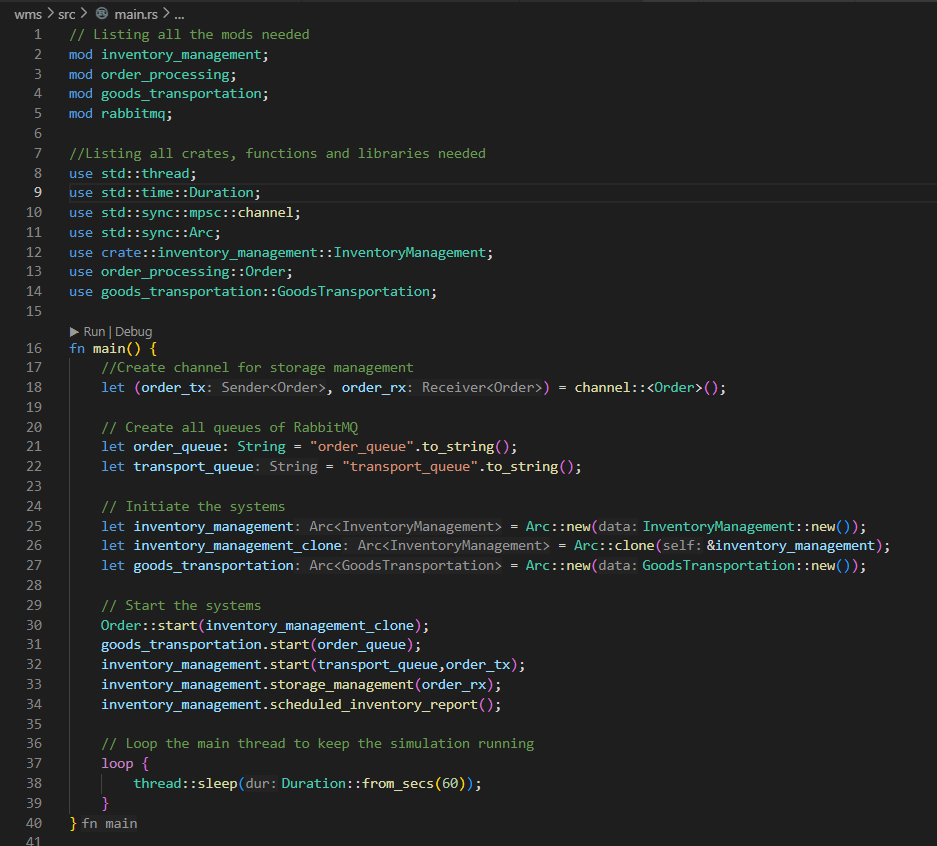 wms > src > main.rs > ...
1 // Listing all the mods needed
2 mod inventory_management;
3 mod order_processing;
4 mod goods_transportation;
5 mod rabbitmq;
6
7 //Listing all crates, functions and libraries needed
8 use std::thread;
9 use std::time::Duration;
10 use std::sync::mpsc::channel;
11 use std::sync::Arc;
12 use crate::inventory_management::InventoryManagement;
13 use order_processing::Order;
14 use goods_transportation::GoodsTransportation;
15
▶ Run | Debug
16 fn main() {
17     //Create channel for storage management
18     let (order_tx: Sender<Order>, order_rx: Receiver<Order>) = channel::<Order>();
19
20     // Create all queues of RabbitMQ
21     let order_queue: String = "order_queue".to_string();
22     let transport_queue: String = "transport_queue".to_string();
23
24     // Initiate the systems
25     let inventory_management: Arc<InventoryManagement> = Arc::new(data: InventoryManagement::new());
26     let inventory_management_clone: Arc<InventoryManagement> = Arc::clone(self: &inventory_management);
27     let goods_transportation: Arc<GoodsTransportation> = Arc::new(data: GoodsTransportation::new());
28
29     // Start the systems
30     Order::start(inventory_management_clone);
31     goods_transportation.start(order_queue);
32     inventory_management.start(transport_queue,order_tx);
33     inventory_management.storage_management(order_rx);
34     inventory_management.scheduled_inventory_report();
35
36     // Loop the main thread to keep the simulation running
37     loop {
38         thread::sleep(dur: Duration::from_secs(60));
39     }
40 } fn main
41